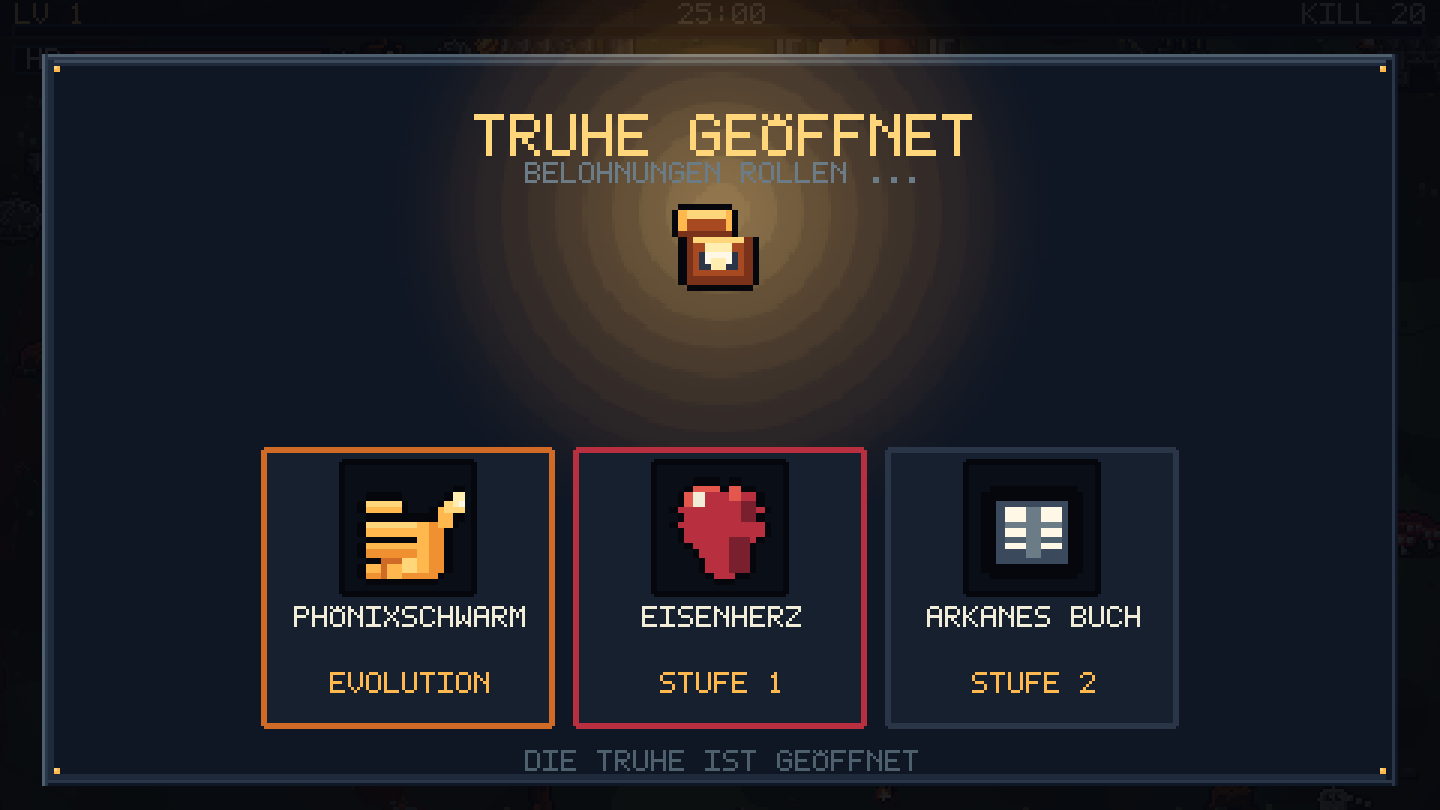 LV 1 25:00 KILL 20
HP
TRUHE GEÖFFNET
BELOHNUNGEN ROLLEN ...
PHÖNIXSCHWARM EISENHERZ ARKANES BUCH
EVOLUTION STUFE 1 STUFE 2
DIE TRUHE IST GEÖFFNET